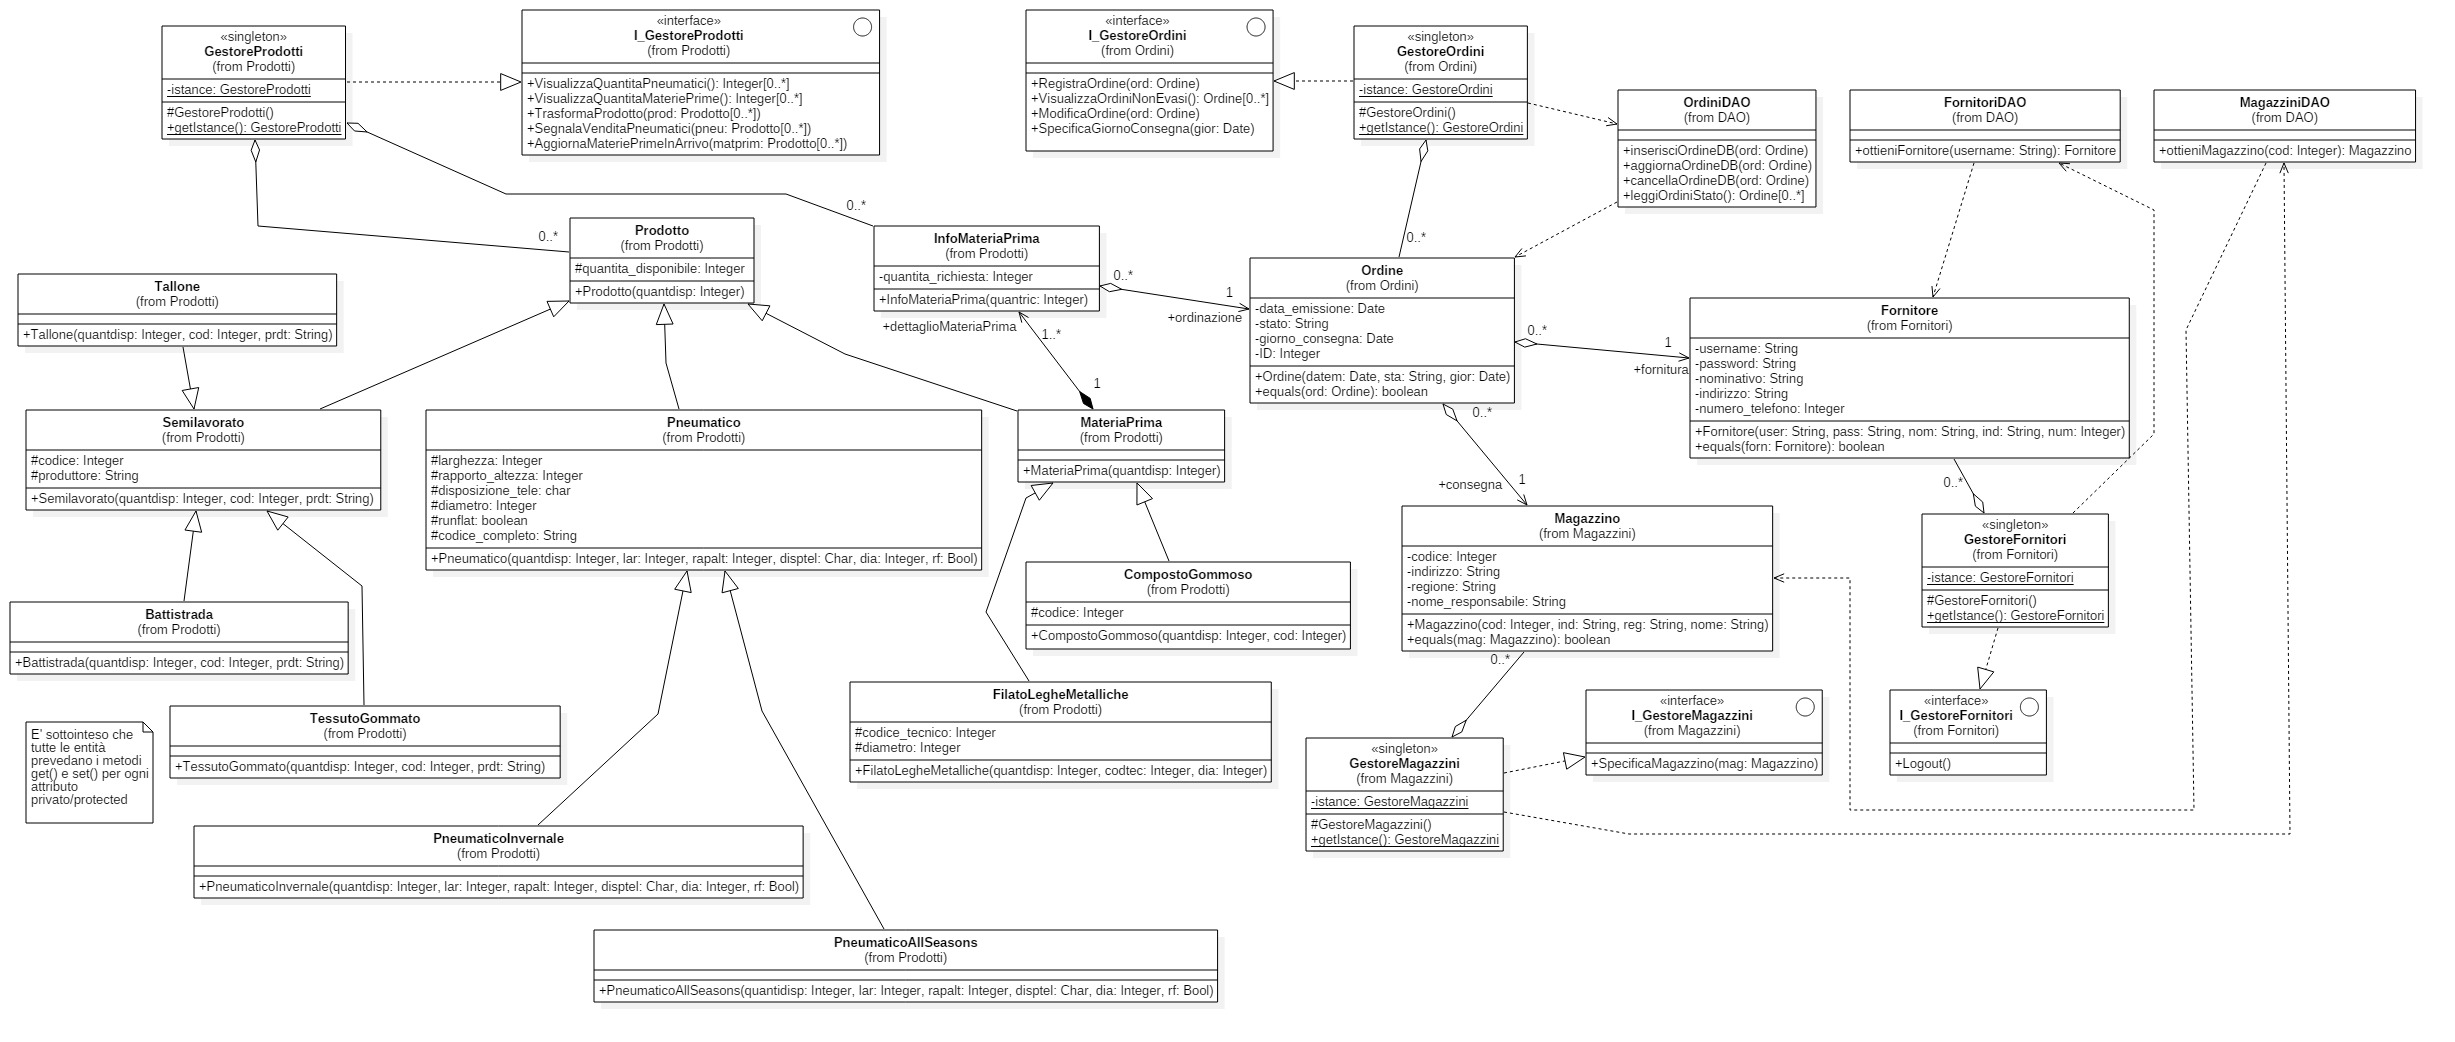 «singleton»
GestoreProdotti
(from Prodotti)
-istance: GestoreProdotti
#GestoreProdotti()
+getIstance(): GestoreProdotti
«interface»
I_GestoreProdotti
(from Prodotti)
+VisualizzaQuantitaPneumatici(): Integer[0..*]
+VisualizzaQuantitaMateriePrime(): Integer[0..*]
+TrasformaProdotto(prod: Prodotto[0..*])
+SegnalaVenditaPneumatici(pneu: Prodotto[0..*])
+AggiornaMateriePrimeInArrivo(matprim: Prodotto[0..*])
«interface»
I_GestoreOrdini
(from Ordini)
+RegistraOrdine(ord: Ordine)
+VisualizzaOrdiniNonEvasi(): Ordine[0..*]
+ModificaOrdine(ord: Ordine)
+SpecificaGiornoConsegna(gior: Date)
«singleton»
GestoreOrdini
(from Ordini)
-istance: GestoreOrdini
#GestoreOrdini()
+getIstance(): GestoreOrdini
OrdiniDAO
(from DAO)
+inserisciOrdineDB(ord: Ordine)
+aggiornaOrdineDB(ord: Ordine)
+cancellaOrdineDB(ord: Ordine)
+leggiOrdiniStato(): Ordine[0..*]
FornitoriDAO
(from DAO)
+ottieniFornitore(username: String): Fornitore
MagazziniDAO
(from DAO)
+ottieniMagazzino(cod: Integer): Magazzino
0..*
0..*
0..*
Prodotto
(from Prodotti)
#quantita_disponibile: Integer
+Prodotto(quantdisp: Integer)
InfoMateriaPrima
(from Prodotti)
-quantita_richiesta: Integer
+InfoMateriaPrima(quantric: Integer)
0..*
1
+ordinazione
+dettaglioMateriaPrima
1..*
1
Ordine
(from Ordini)
-data_emissione: Date
-stato: String
-giorno_consegna: Date
-ID: Integer
+Ordine(datem: Date, sta: String, gior: Date)
+equals(ord: Ordine): boolean
0..*
1
+fornitura
Fornitore
(from Fornitori)
-username: String
-password: String
-nominativo: String
-indirizzo: String
-numero_telefono: Integer
+Fornitore(user: String, pass: String, nom: String, ind: String, num: Integer)
+equals(forn: Fornitore): boolean
Tallone
(from Prodotti)
+Tallone(quantdisp: Integer, cod: Integer, prdt: String)
Semilavorato
(from Prodotti)
#codice: Integer
#produttore: String
+Semilavorato(quantdisp: Integer, cod: Integer, prdt: String)
Pneumatico
(from Prodotti)
#larghezza: Integer
#rapporto_altezza: Integer
#disposizione_tele: char
#diametro: Integer
#runflat: boolean
#codice_completo: String
+Pneumatico(quantdisp: Integer, lar: Integer, rapalt: Integer, disptel: Char, dia: Integer, rf: Bool)
MateriaPrima
(from Prodotti)
+MateriaPrima(quantdisp: Integer)
0..*
1
+consegna
0..*
Magazzino
(from Magazzini)
-codice: Integer
-indirizzo: String
-regione: String
-nome_responsabile: String
+Magazzino(cod: Integer, ind: String, reg: String, nome: String)
+equals(mag: Magazzino): boolean
0..*
«singleton»
GestoreFornitori
(from Fornitori)
-istance: GestoreFornitori
#GestoreFornitori()
+getIstance(): GestoreFornitori
CompostoGommoso
(from Prodotti)
#codice: Integer
+CompostoGommoso(quantdisp: Integer, cod: Integer)
Battistrada
(from Prodotti)
+Battistrada(quantdisp: Integer, cod: Integer, prdt: String)
TessutoGommato
(from Prodotti)
+TessutoGommato(quantdisp: Integer, cod: Integer, prdt: String)
E' sottointeso che
tutte le entità
prevedano i metodi
get() e set() per ogni
attributo
privato/protected
FilatoLegheMetalliche
(from Prodotti)
#codice_tecnico: Integer
#diametro: Integer
+FilatoLegheMetalliche(quantdisp: Integer, codtec: Integer, dia: Integer)
«singleton»
GestoreMagazzini
(from Magazzini)
-istance: GestoreMagazzini
#GestoreMagazzini()
+getIstance(): GestoreMagazzini
«interface»
I_GestoreMagazzini
(from Magazzini)
+SpecificaMagazzino(mag: Magazzino)
«interface»
I_GestoreFornitori
(from Fornitori)
+Logout()
PneumaticoInvernale
(from Prodotti)
+PneumaticoInvernale(quantdisp: Integer, lar: Integer, rapalt: Integer, disptel: Char, dia: Integer, rf: Bool)
PneumaticoAllSeasons
(from Prodotti)
+PneumaticoAllSeasons(quantidisp: Integer, lar: Integer, rapalt: Integer, disptel: Char, dia: Integer, rf: Bool)